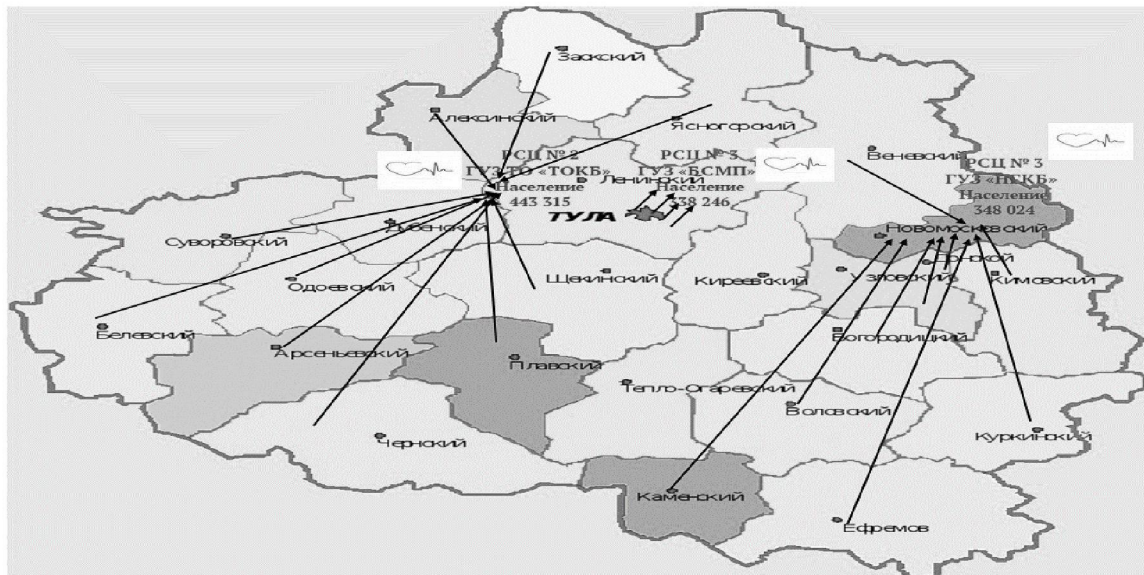 Заокский
Алексинский
Ясногорский
Веневский
РСЦ № 2
ГУЗ ТО «ТОКБ»
Население
443 315
РСЦ № 3
ГУЗ «БСМП»
Население
338 246
РСЦ № 3
ГУЗ «НГКБ»
Население
348 024
Ленинский
ТУЛА
Суворовский
Дубенский
Новомосковский
Донской
Узловский
Кимовский
Одоевский
Щекинский
Киреевский
Белевский
Арсеньевский
Плавский
Богородицкий
Тепло-Огаревский
Воловский
Чернский
Куркинский
Каменский
Ефремов